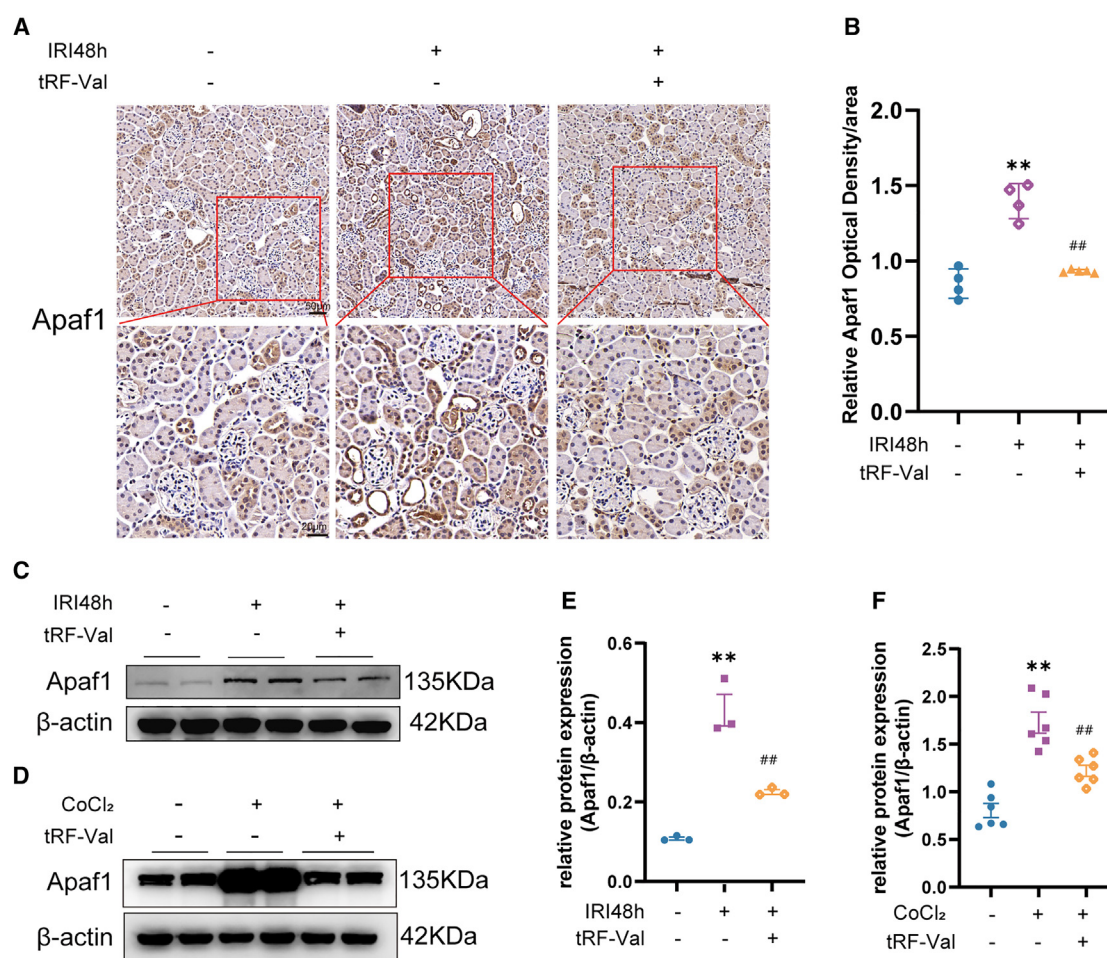 A
IRI48h - + +
tRF-Val - - +
Apaf1
50μm
20μm
B
Relative Apaf1 Optical Density/area
2.0
1.5
1.0
0.5
0.0
**
##
IRI48h - + +
tRF-Val - - +
C
IRI48h - + +
tRF-Val - - +
Apaf1 135KDa
β-actin 42KDa
D
CoCl₂ - + +
tRF-Val - - +
Apaf1 135KDa
β-actin 42KDa
E
relative protein expression
(Apaf1/β-actin)
0.6
0.4
0.2
0.0
**
##
IRI48h - + +
tRF-Val - - +
F
relative protein expression
(Apaf1/β-actin)
2.5
2.0
1.5
1.0
0.5
0.0
**
##
CoCl₂ - + +
tRF-Val - - +